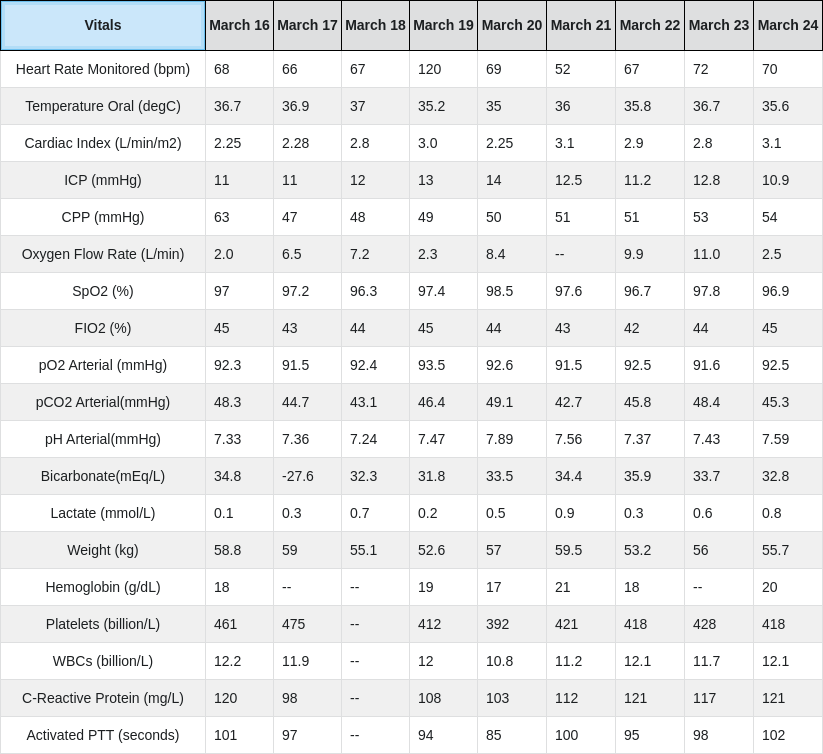 Vitals March 16 March 17 March 18 March 19 March 20 March 21 March 22 March 23 March 24
Heart Rate Monitored (bpm) 68 66 67 120 69 52 67 72 70
Temperature Oral (degC) 36.7 36.9 37 35.2 35 36 35.8 36.7 35.6
Cardiac Index (L/min/m2) 2.25 2.28 2.8 3.0 2.25 3.1 2.9 2.8 3.1
ICP (mmHg) 11 11 12 13 14 12.5 11.2 12.8 10.9
CPP (mmHg) 63 47 48 49 50 51 51 53 54
Oxygen Flow Rate (L/min) 2.0 6.5 7.2 2.3 8.4 -- 9.9 11.0 2.5
SpO2 (%) 97 97.2 96.3 97.4 98.5 97.6 96.7 97.8 96.9
FIO2 (%) 45 43 44 45 44 43 42 44 45
pO2 Arterial (mmHg) 92.3 91.5 92.4 93.5 92.6 91.5 92.5 91.6 92.5
pCO2 Arterial(mmHg) 48.3 44.7 43.1 46.4 49.1 42.7 45.8 48.4 45.3
pH Arterial(mmHg) 7.33 7.36 7.24 7.47 7.89 7.56 7.37 7.43 7.59
Bicarbonate(mEq/L) 34.8 -27.6 32.3 31.8 33.5 34.4 35.9 33.7 32.8
Lactate (mmol/L) 0.1 0.3 0.7 0.2 0.5 0.9 0.3 0.6 0.8
Weight (kg) 58.8 59 55.1 52.6 57 59.5 53.2 56 55.7
Hemoglobin (g/dL) 18 -- -- 19 17 21 18 -- 20
Platelets (billion/L) 461 475 -- 412 392 421 418 428 418
WBCs (billion/L) 12.2 11.9 -- 12 10.8 11.2 12.1 11.7 12.1
C-Reactive Protein (mg/L) 120 98 -- 108 103 112 121 117 121
Activated PTT (seconds) 101 97 -- 94 85 100 95 98 102